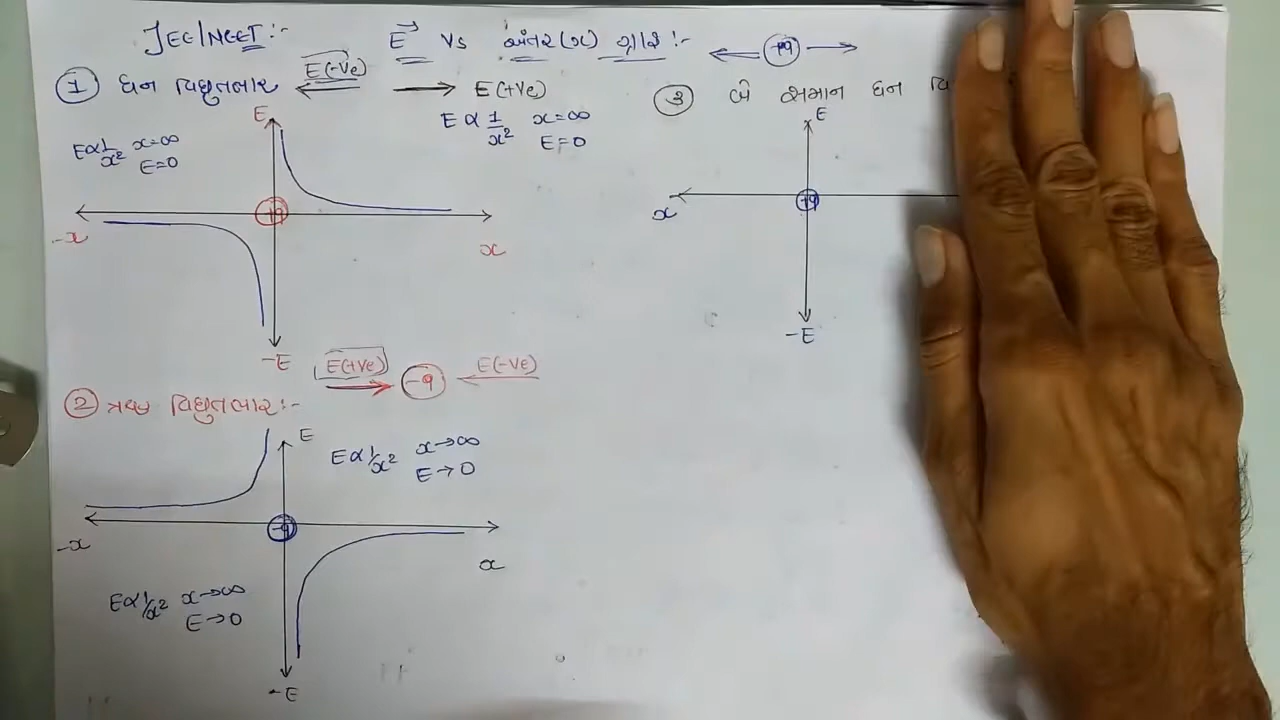 JEE/NEET:-
E⃗ Vs અંતર(x) ગ્રાફ :-
+q
① ધન વિદ્યુતભાર
E(-Ve)
E(+Ve)
E∝1/x² x=∞
E=0
E∝1/x² x=∞
E=0
E
+q
-x
x
-E
② ઋણ વિદ્યુતભાર:-
E(+Ve)
-q
E(-Ve)
E
E∝1/x² x→∞
E→0
-q
-x
x
E∝1/x² x→∞
E→0
-E
③ બે સમાન ધન વિ
E
x
+q
-E